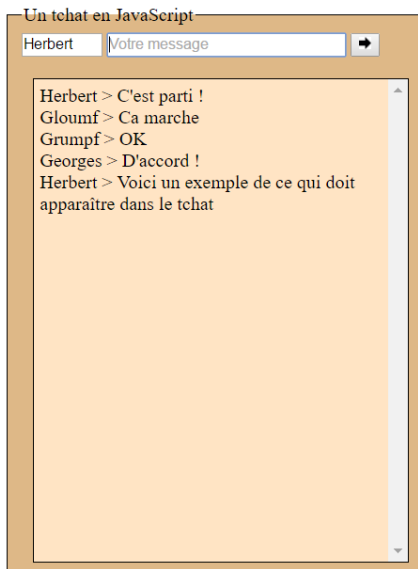 Un tchat en JavaScript
Herbert Votre message
Herbert > C'est parti !
Gloumf > Ca marche
Grumpf > OK
Georges > D'accord !
Herbert > Voici un exemple de ce qui doit
apparaître dans le tchat